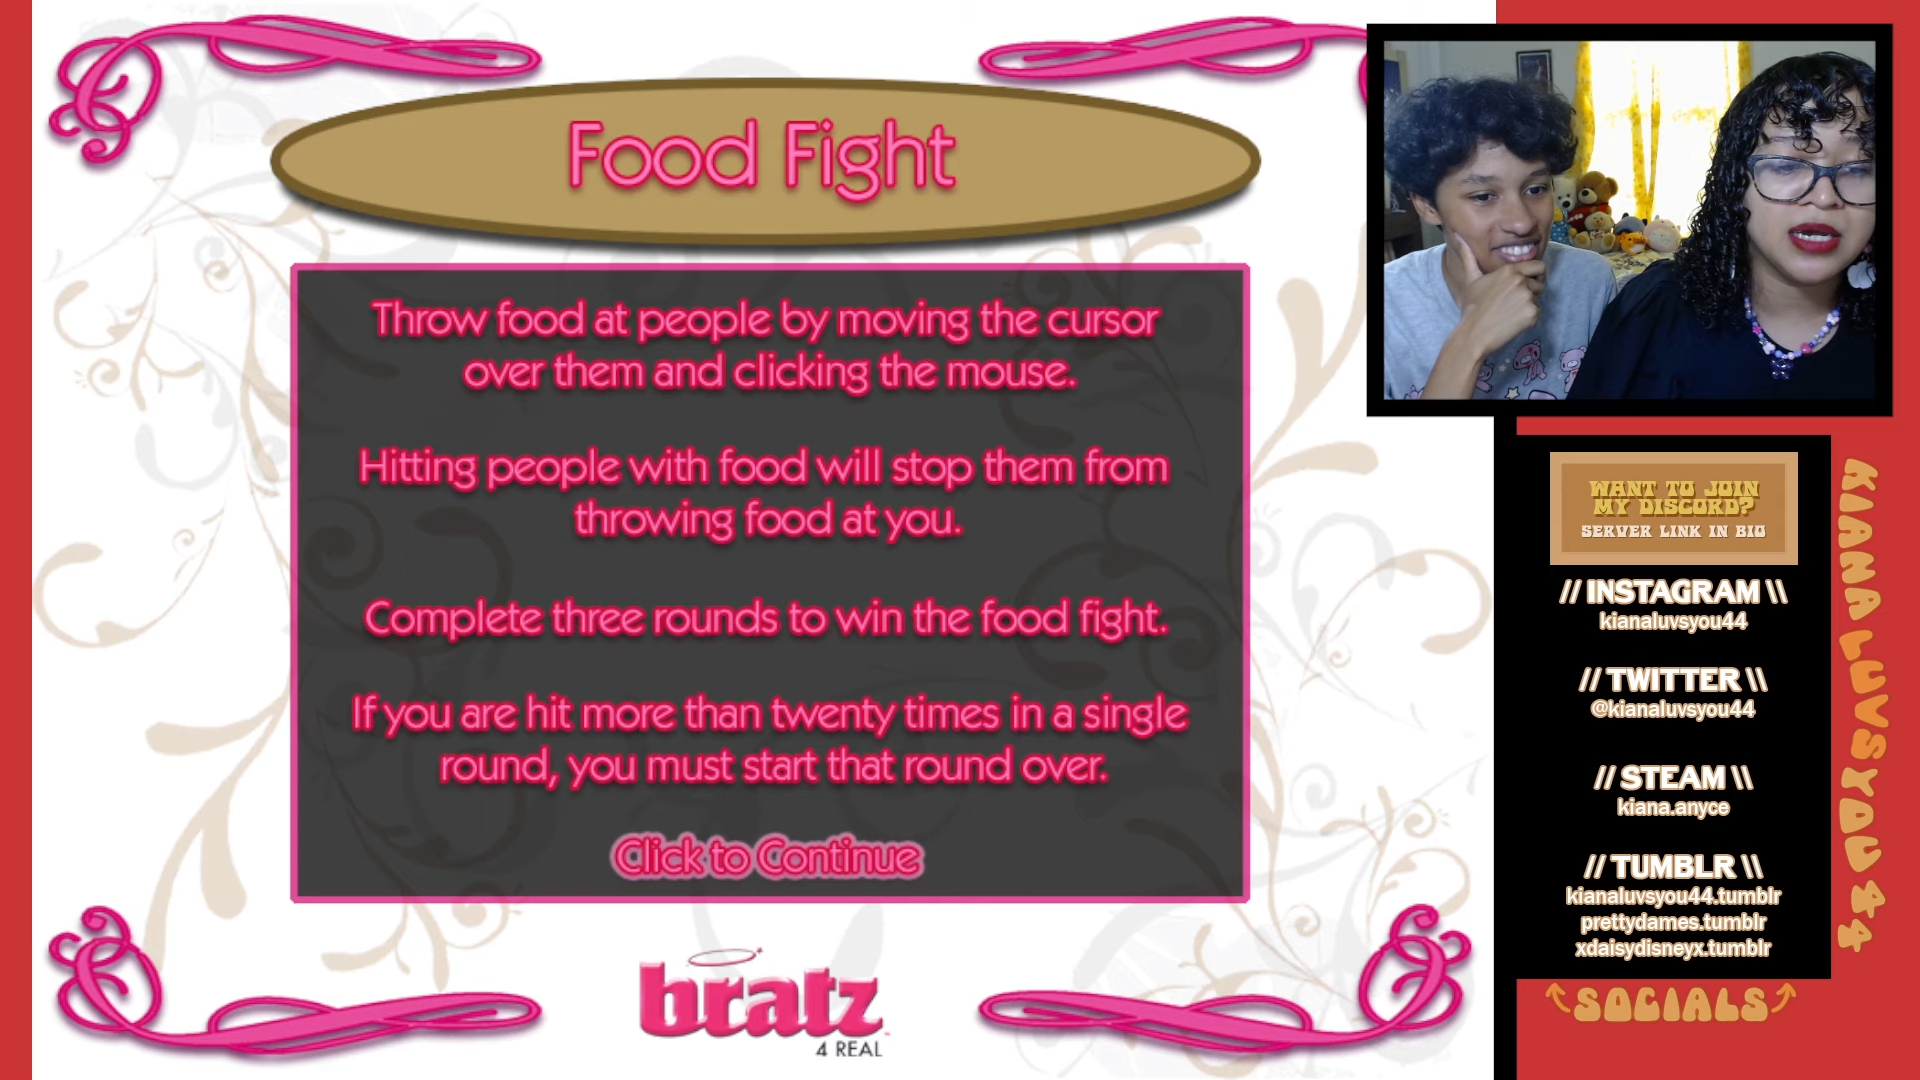 Food Fight
Throw food at people by moving the cursor
over them and clicking the mouse.
Hitting people with food will stop them from
throwing food at you.
Complete three rounds to win the food fight.
If you are hit more than twenty times in a single
round, you must start that round over.
Click to Continue
bratz
4 REAL
WANT TO JOIN
MY DISCORD?
SERVER LINK IN BIO
// INSTAGRAM \\
kianaluvsyou44
// TWITTER \\
@kianaluvsyou44
// STEAM \\
kiana.anyce
// TUMBLR \\
kianaluvsyou44.tumblr
prettydames.tumblr
xdaisydisneyx.tumblr
SOCIALS
KIANA LUVS YOU 44